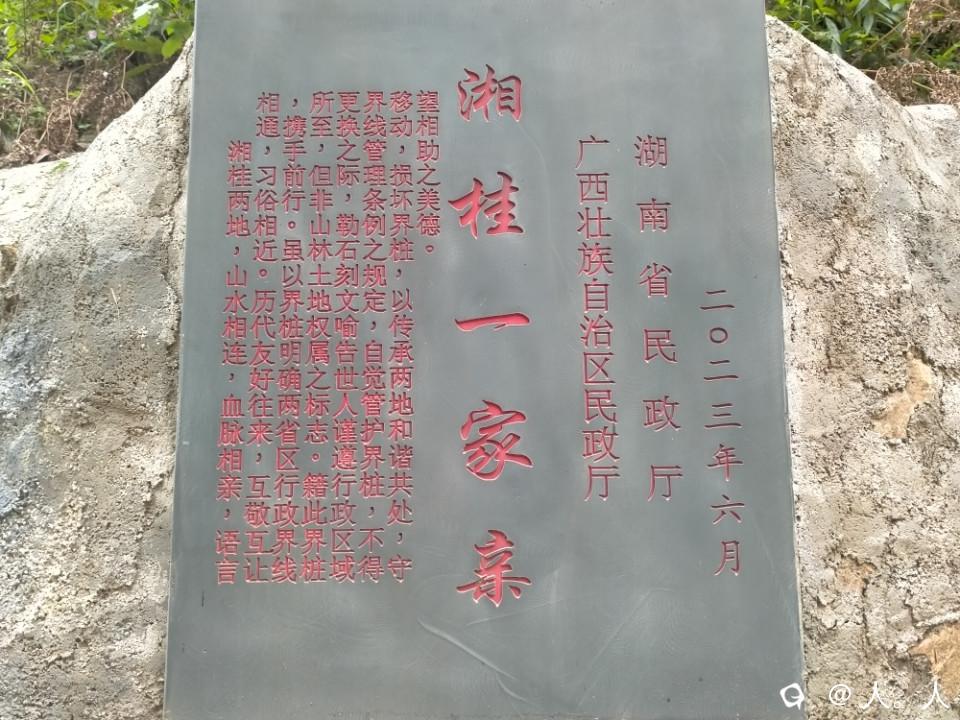 湘桂两地，山水相连，血脉相亲，语言
相通，习俗相近。历代友好往来，互敬互让
，携手前行。虽以界桩明确两省区行政界线
所至，但非山林土地权属之标志。籍此界桩
更换之际，勒石刻文喻告世人谨遵行政区域
界线管理条例之规定，自觉管护界桩，不得
移动，损坏界桩，以传承两地和谐共处，守
望相助之美德。
湘桂一家亲
广西壮族自治区民政厅
湖南省民政厅
二〇二三年六月
@人。人